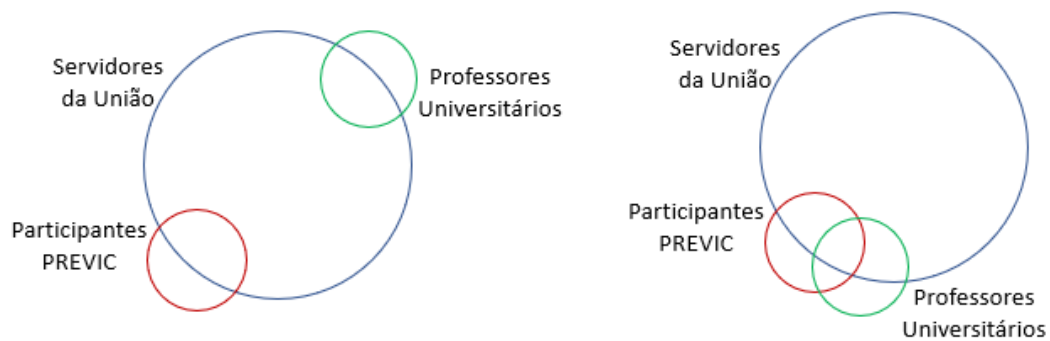 Servidores
da União
Professores
Universitários
Participantes
PREVIC
Servidores
da União
Participantes
PREVIC
Professores
Universitários